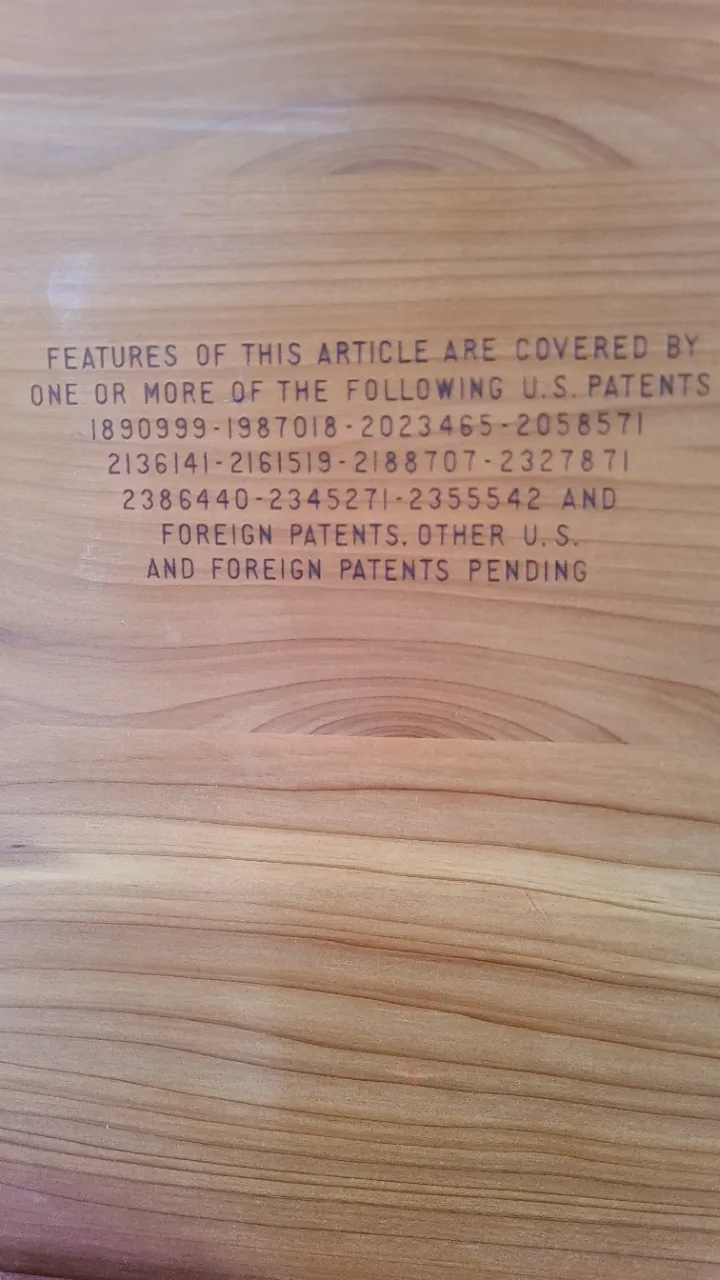 FEATURES OF THIS ARTICLE ARE COVERED BY
ONE OR MORE OF THE FOLLOWING U.S. PATENTS
1890999-1987018-2023465-2058571
2136141-2161519-2188707-2327871
2386440-2345271-2355542 AND
FOREIGN PATENTS. OTHER U.S.
AND FOREIGN PATENTS PENDING